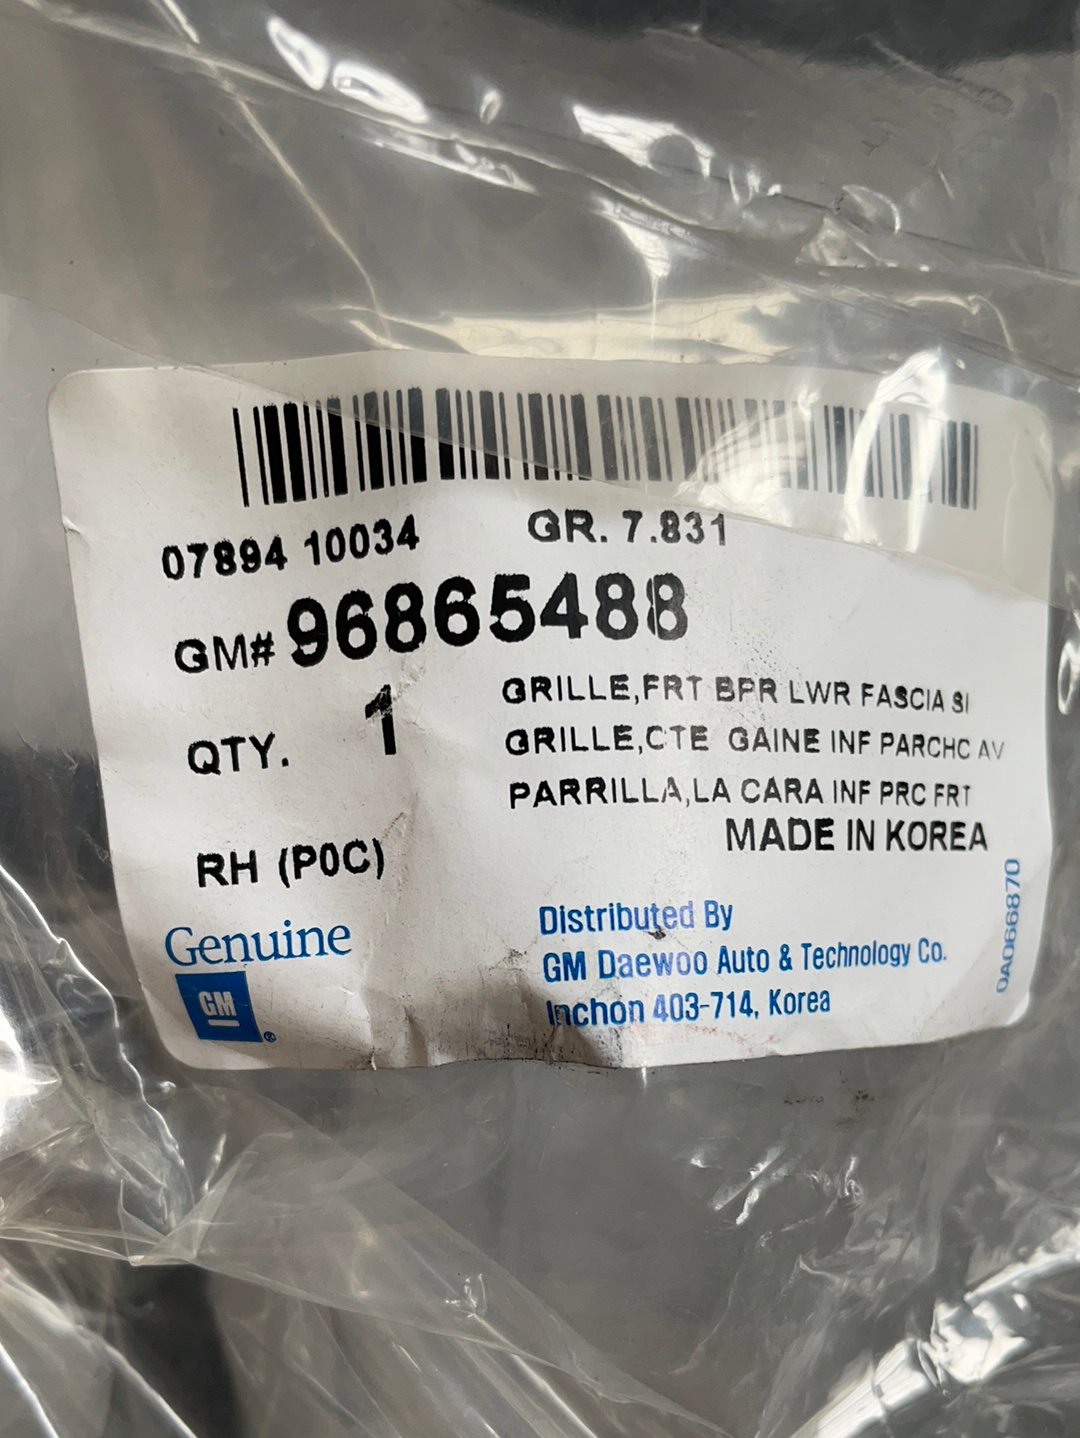 07894 10034 GR. 7.831
GM# 96865488
QTY. 1
GRILLE,FRT BPR LWR FASCIA SI
GRILLE,CTE GAINE INF PARCHC AV
PARRILLA,LA CARA INF PRC FRT
MADE IN KOREA
RH (P0C)
Genuine
GM
®
Distributed By
GM Daewoo Auto & Technology Co.
Inchon 403-714, Korea
0A066870